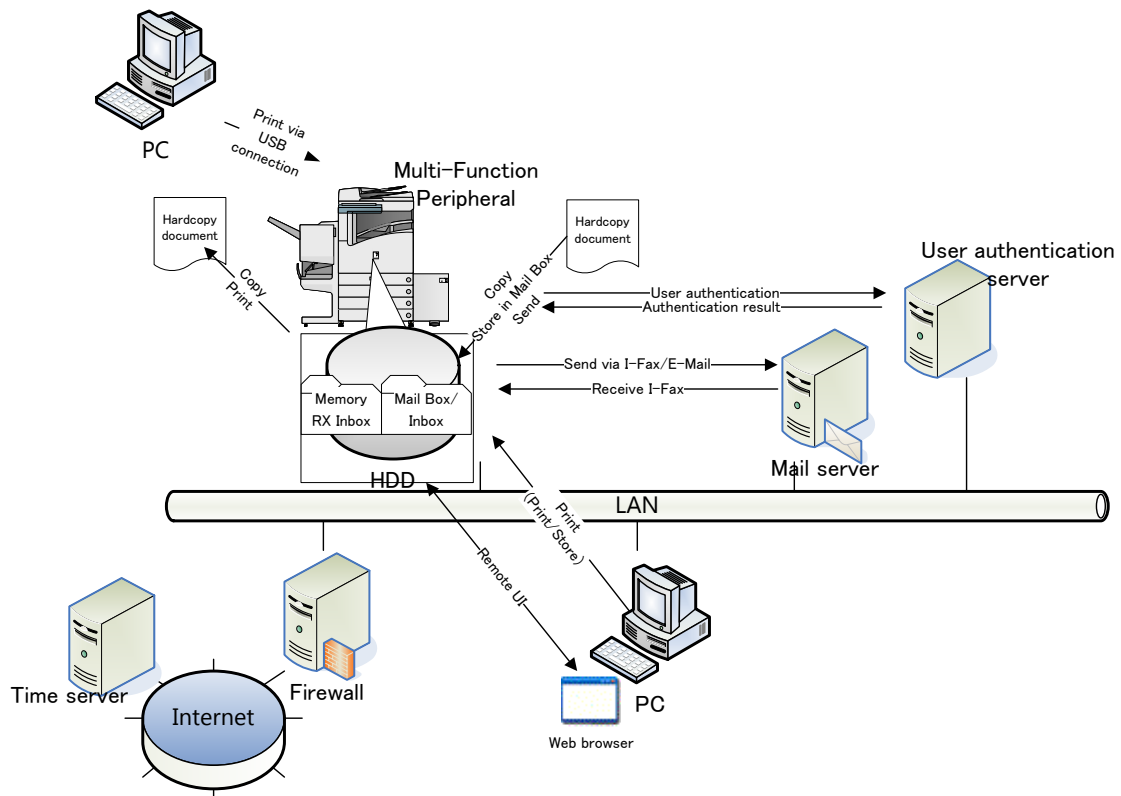 PC
Print via
USB
connection
Multi-Function
Peripheral
Hardcopy
document
Hardcopy
document
Copy
Print
Copy
Store in Mail Box
Send
User authentication
server
User authentication
Authentication result
Send via I-Fax/E-Mail
Receive I-Fax
Memory
RX Inbox
Mail Box/
Inbox
HDD
Mail server
LAN
Print
(Print/Store)
Remote UI
Time server
Internet
Firewall
PC
Web browser